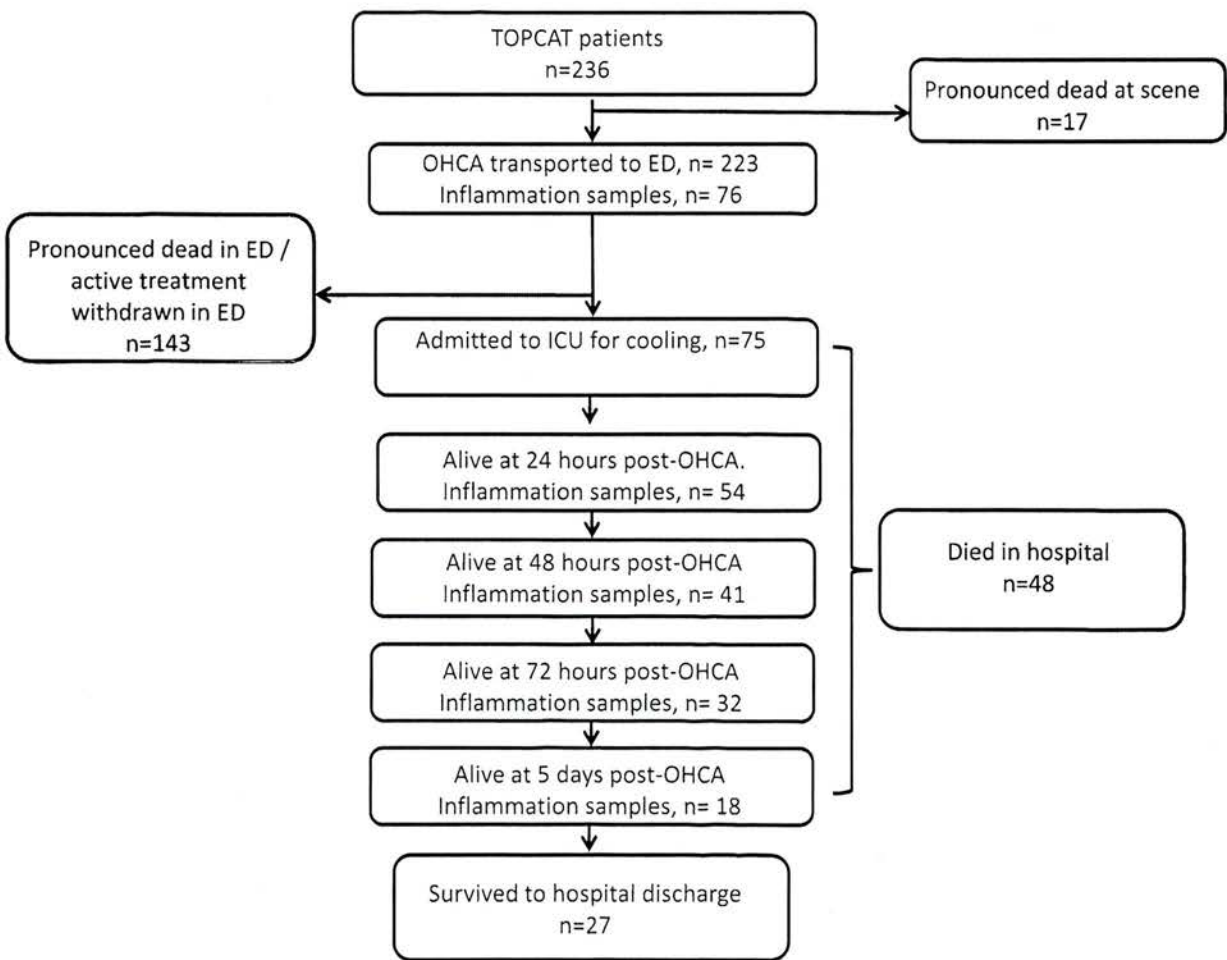 TOPCAT patients
n=236
Pronounced dead at scene
n=17
OHCA transported to ED, n= 223
Inflammation samples, n= 76
Pronounced dead in ED /
active treatment
withdrawn in ED
n=143
Admitted to ICU for cooling, n=75
Alive at 24 hours post-OHCA.
Inflammation samples, n= 54
Alive at 48 hours post-OHCA
Inflammation samples, n= 41
Died in hospital
n=48
Alive at 72 hours post-OHCA
Inflammation samples, n= 32
Alive at 5 days post-OHCA
Inflammation samples, n= 18
Survived to hospital discharge
n=27